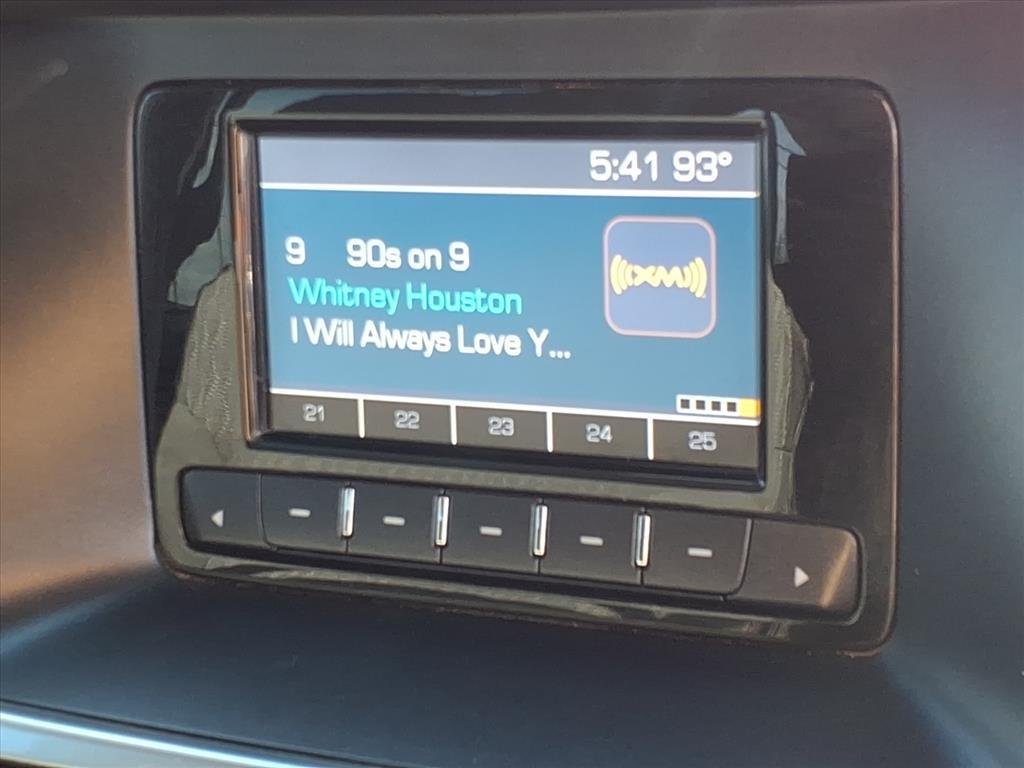 5:41 93°
9 90s on 9
Whitney Houston
I Will Always Love Y...
((XM))
21 22 23 24 25